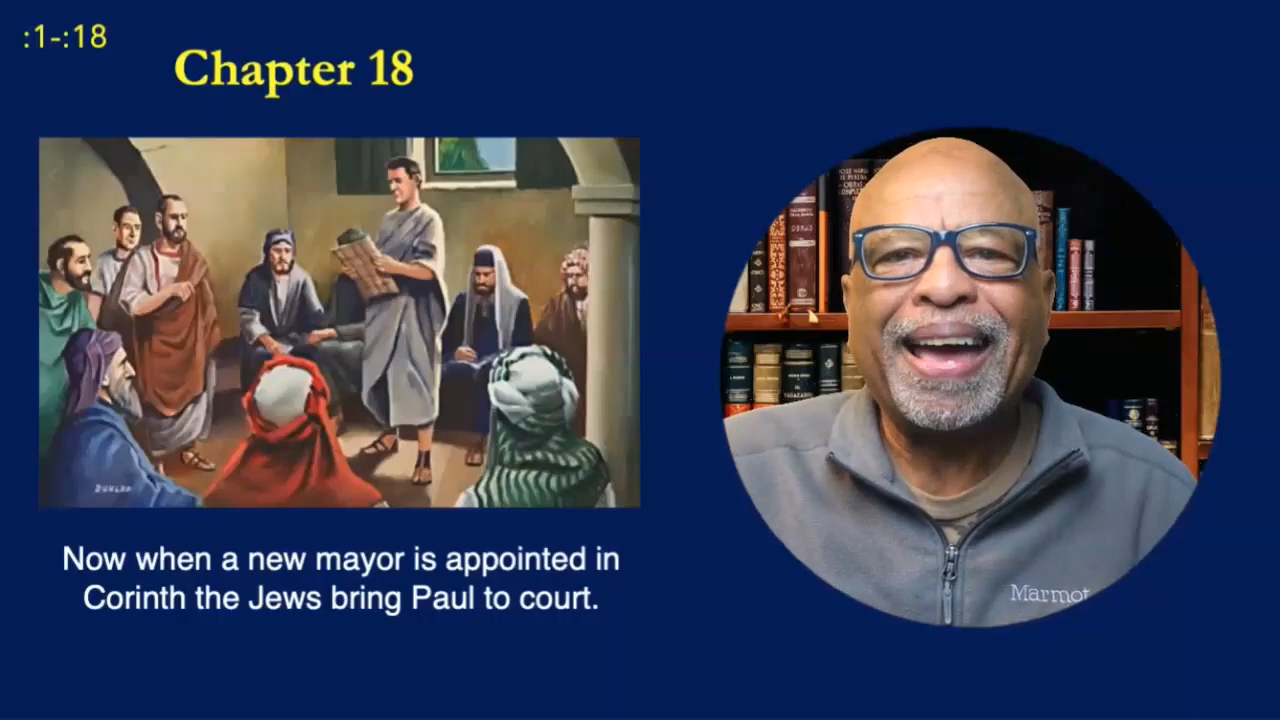 :1-:18
Chapter 18
DUNLAP
Now when a new mayor is appointed in
Corinth the Jews bring Paul to court.
OBRAS
Marmot